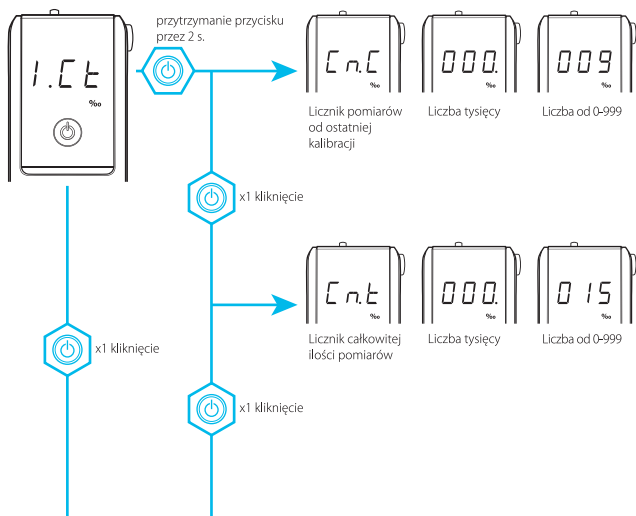 przytrzymanie przycisku
przez 2 s.
1.Ct
‰
Cn.C
‰
000.
‰
009
‰
Licznik pomiarów
od ostatniej
kalibracji
Liczba tysięcy
Liczba od 0-999
x1 kliknięcie
Cn.t
‰
000.
‰
015
‰
Licznik całkowitej
ilości pomiarów
Liczba tysięcy
Liczba od 0-999
x1 kliknięcie
x1 kliknięcie